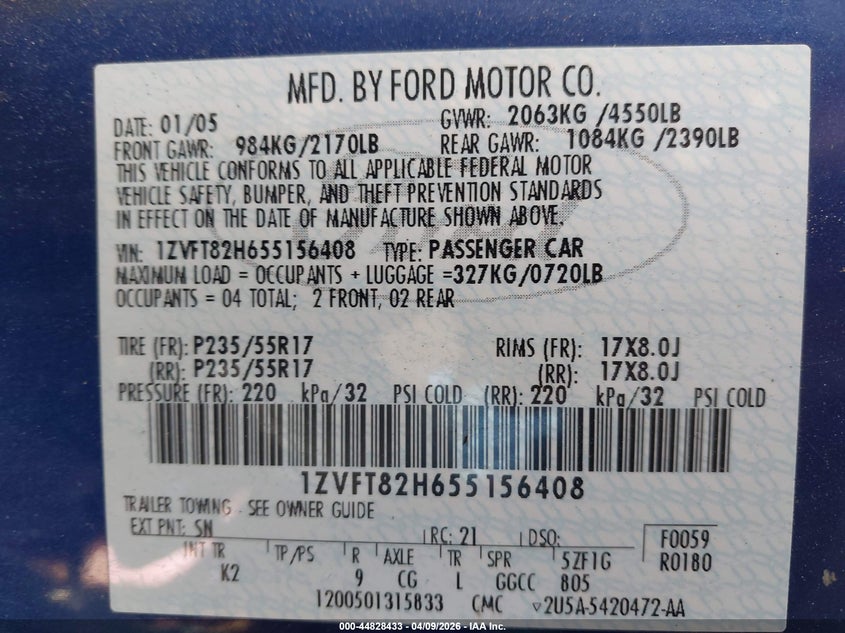 MFD. BY FORD MOTOR CO.
DATE: 01/05 GVWR: 2063KG /4550LB
FRONT GAWR: 984KG/2170LB REAR GAWR: 1084KG /2390LB
THIS VEHICLE CONFORMS TO ALL APPLICABLE FEDERAL MOTOR
VEHICLE SAFETY, BUMPER, AND THEFT PREVENTION STANDARDS
IN EFFECT ON THE DATE OF MANUFACTURE SHOWN ABOVE.
VIN: 1ZVFT82H655156408 TYPE: PASSENGER CAR
MAXIMUM LOAD = OCCUPANTS + LUGGAGE =327KG/0720LB
OCCUPANTS = 04 TOTAL; 2 FRONT, 02 REAR
TIRE (FR): P235/55R17 RIMS (FR): 17X8.0J
(RR): P235/55R17 (RR): 17X8.0J
PRESSURE (FR): 220 kPa/32 PSI COLD (RR): 220 kPa/32 PSI COLD
1ZVFT82H655156408
TRAILER TOWING - SEE OWNER GUIDE
EXT PNT: SN RC: 21 DSO: F0059
INT TR TP/PS R AXLE TR SPR 5ZF1G R0180
K2 9 CG L GGCC 805
1200501315833 CMC ▽2U5A-5420472-AA
000-44828433 - 04/09/2026 - IAA Inc.